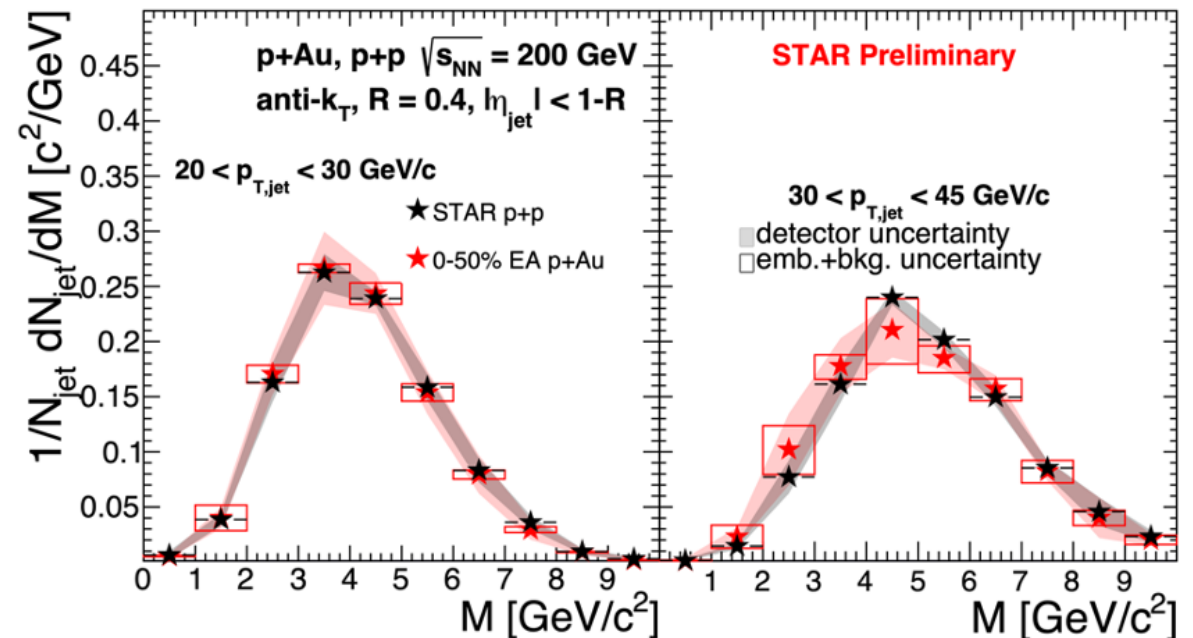 1/N_jet dN_jet/dM [c²/GeV]
0.45
0.4
0.35
0.3
0.25
0.2
0.15
0.1
0.05
p+Au, p+p √s_NN = 200 GeV
anti-k_T, R = 0.4, |η_jet| < 1-R
20 < p_T,jet < 30 GeV/c
STAR p+p
0-50% EA p+Au
0 1 2 3 4 5 6 7 8 9
M [GeV/c²]
STAR Preliminary
30 < p_T,jet < 45 GeV/c
detector uncertainty
emb.+bkg. uncertainty
1 2 3 4 5 6 7 8 9
M [GeV/c²]